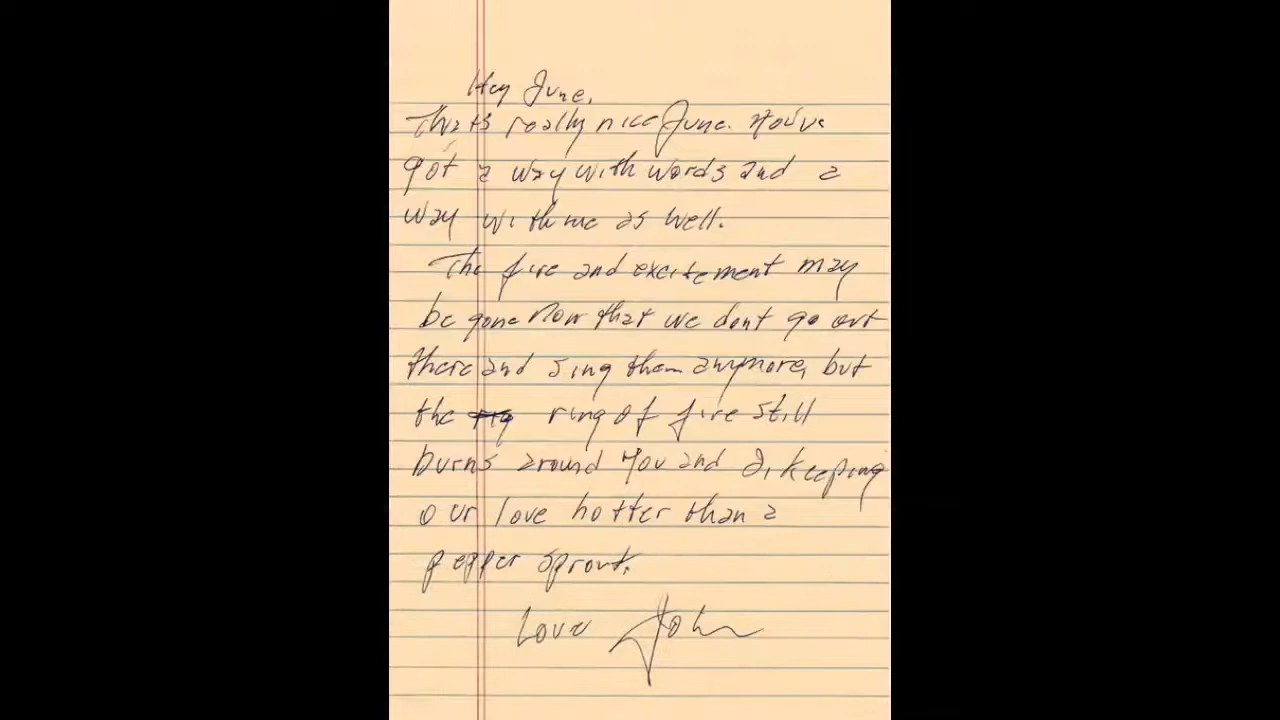 Hey June,
That's really nice June. You've
got a way with words and a
way with me as well.
The fire and excitement may
be gone now that we don't go out
there and sing them anymore, but
the ring of fire still
burns around you and I, keeping
our love hotter than a
pepper sprout.
Love John